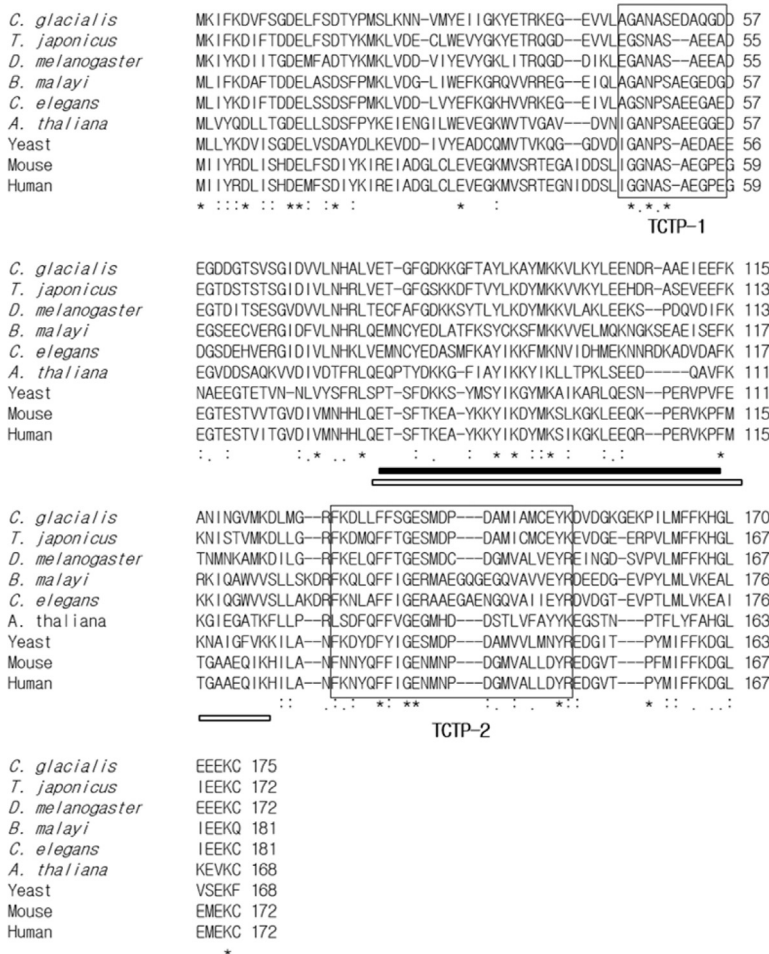 C. glacialis MKIFKDVFSGDELFSDTYPMSLKNN-VMYEIIGKYETRKEG--EVVLAGANASEDAQGDD 57
T. japonicus MKIFKDIFTDDELFSDTYKMKLVDE-CLWEVYGKYETRQGD--EVVLEGSNAS--AEEAD 55
D. melanogaster MKIYKDIITGDEMFADTYKMKLVDD-VIYEVYGKLITRQGD--DIKLEGANAS--AEEAD 55
B. malayi MLIFKDAFTDDELASDSFPMKLVDG-LIWEFKGRQVVRREG--EIQLAGANPSAEGEDGD 57
C. elegans MLIYKDIFTDDELSSDSFPMKLVDD-LVYEFKGKHVVRKEG--EIVLAGSNPSAEEGAED 57
A. thaliana MLVYQDLLTGDELLSDSFPYKEIENGILWEVEGKWVTVGAV---DVNIGANPSAEEGGED 57
Yeast MLLYKDVISGDELVSDAYDLKEVDD-IVYEADCQMVTVKQG--GDVDIGANPS-AEDAEE 56
Mouse MIIYRDLISHDELFSDIYKIREIADGLCLEVEGKMVSRTEGAIDDSLIGGNAS-AEGPEG 59
Human MIIYRDLISHDEMFSDIYKIREIADGLCLEVEGKMVSRTEGNIDDSLIGGNAS-AEGPEG 59
* :::* :: **: :* : * : *.*.*
TCTP-1
C. glacialis EGDDGTSVSGIDVVLNHALVET-GFGDKKGFTAYLKAYMKKVLKYLEENDR-AAEIEEFK 115
T. japonicus EGTDSTSTSGIDIVLNHRLVET-GFGSKKDFTVYLKDYMKKVLKYLEEHDR-ASEVEEFK 113
D. melanogaster EGTDITSESGVDVVLNHRLTECFAFGDKKSYTLYLKDYMKKVLAKLEEKS--PDQVDIFK 113
B. malayi EGSEECVERGIDFVLNHRLQEMNCYEDLATFKSYCKSFMKKVVELMQKNGKSEAEISEFK 117
C. elegans DGSDEHVERGIDIVLNHKLVEMNCYEDASMFKAYIKKFMKNVIDHMEKNNRDKADVDAFK 117
A. thaliana EGVDDSAQKVVDIVDTFRLQEQPTYDKKG-FIAYIKKYIKLLTPKLSEED-----QAVFK 111
Yeast NAEEGTETVN-NLVYSFRLSPT-SFDKKS-YMSYIKGYMKAIKARLQESN--PERVPVFE 111
Mouse EGTESTVVTGVDIVMNHHLQET-SFTKEA-YKKYIKDYMKSLKGKLEEQK--PERVKPFM 113
Human EGTESTVITGVDIVMNHHLQET-SFTKEA-YKKYIKDYMKSIKGKLEEQR--PERVKPFM 115
:. : :.* .. * : . : * * ::* : :.: *
C. glacialis ANINGVMKDLMG--RFKDLLFFSGESMDP---DAMIAMCEYKDVDGKGEKPILMFFKHGL 170
T. japonicus KNISTVMKDLLG--RFKDMQFFTGESMDP---DAMICMCEYKEVDGE-ERPVLMFFKHGL 167
D. melanogaster TNMNKAMKDILG--RFKELQFFTGESMDC---DGMVALVEYREINGD-SVPVLMFFKHGL 167
B. malayi RKIQAWVVSLLSKDRFKQLQFFIGERMAEGQGEGQVAVVEYRDEEDG-EVPYLMLVKEAL 176
C. elegans KKIQGWVVSLLAKDRFKNLAFFIGERAAEGAENGQVAIIEYRDVDGT-EVPTLMLVKEAI 176
A. thaliana KGIEGATKFLLP--RLSDFQFFVGEGMHD---DSTLVFAYYKEGSTN---PTFLYFAHGL 163
Yeast KNAIGFVKKILA--NFKDYDFYIGESMDP---DAMVVLMNYREDGIT---PYMIFFKHGL 163
Mouse TGAAEQIKHILA--NFNNYQFFIGENMNP---DGMVALLDYREDGVT---PFMIFFKDGL 167
Human TGAAEQIKHILA--NFKNYQFFIGENMNP---DGMVALLDYREDGVT---PYMIFFKDGL 167
:: :.: *: ** :. : . *:: * :: . ..:
TCTP-2
C. glacialis EEEKC 175
T. japonicus IEEKC 172
D. melanogaster EEEKC 172
B. malayi IEEKQ 181
C. elegans IEEKC 181
A. thaliana KEVKC 168
Yeast VSEKF 168
Mouse EMEKC 172
Human EMEKC 172
*